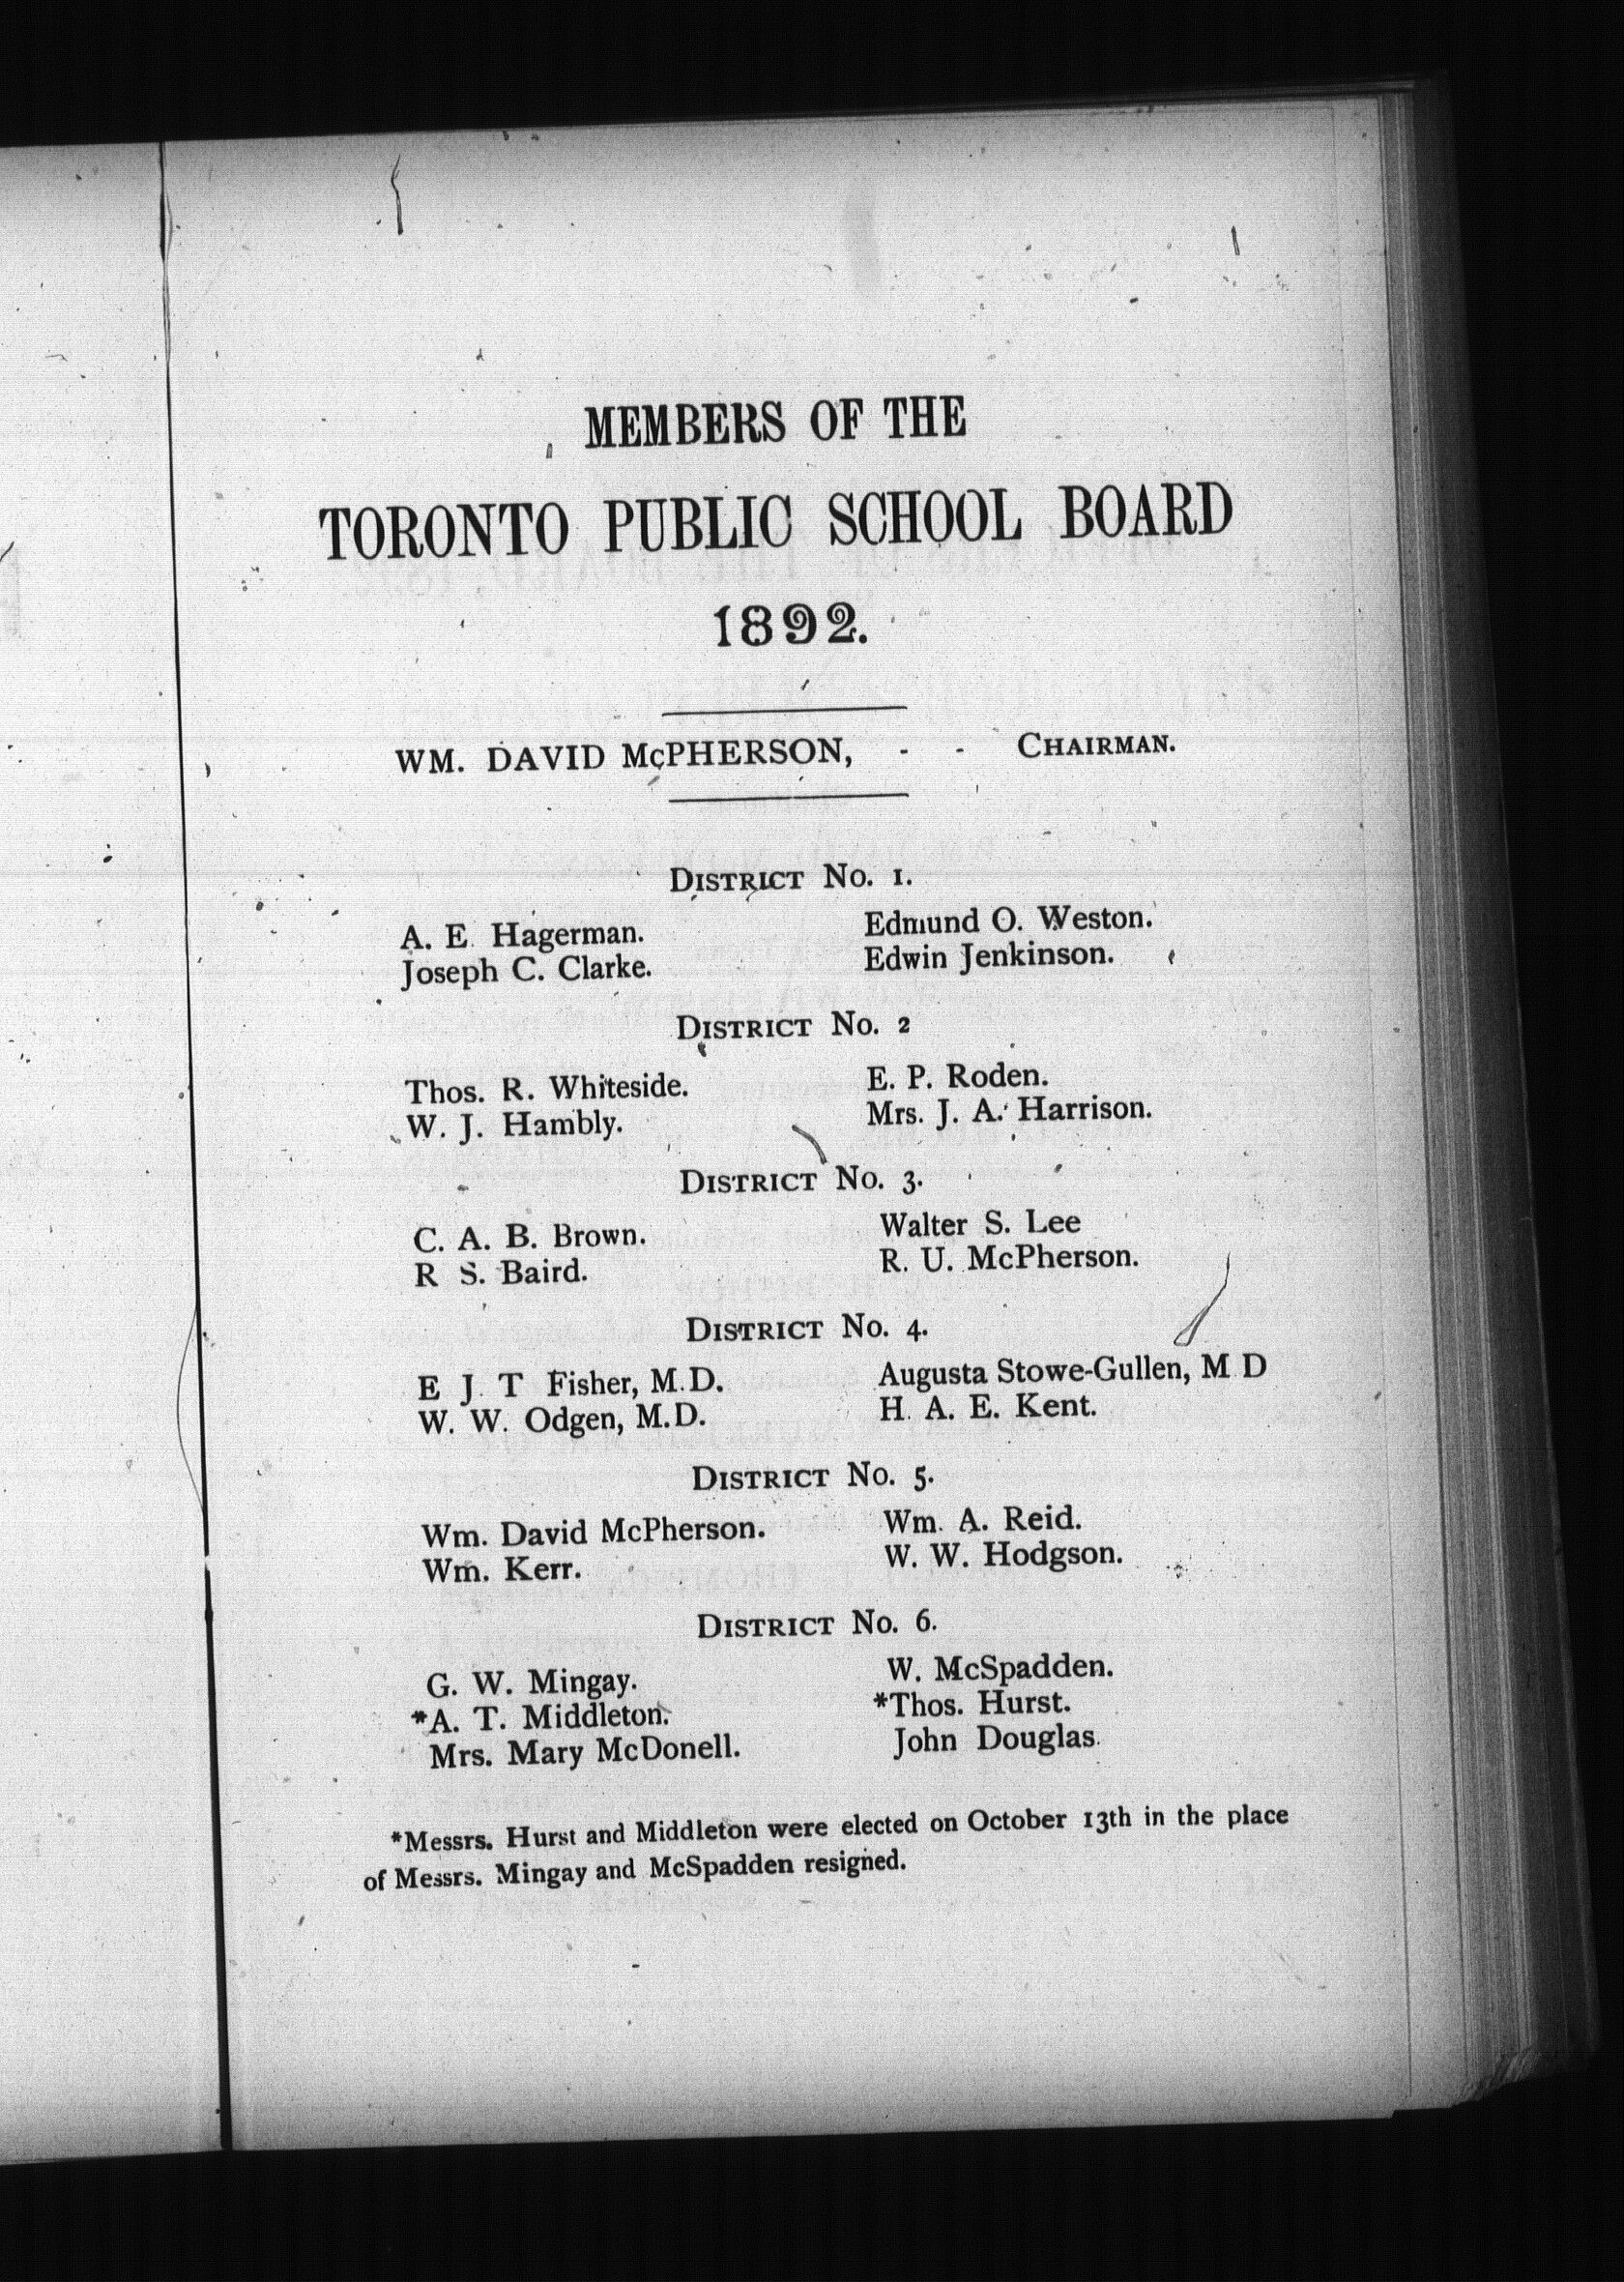 MEMBERS OF THE
TORONTO PUBLIC SCHOOL BOARD
1892.
WM. DAVID McPHERSON, - - CHAIRMAN.
DISTRICT No. 1.
A. E. Hagerman. Edmund O. Weston.
Joseph C. Clarke. Edwin Jenkinson.
DISTRICT No. 2
Thos. R. Whiteside. E. P. Roden.
W. J. Hambly. Mrs. J. A. Harrison.
DISTRICT No. 3.
C. A. B. Brown. Walter S. Lee
R S. Baird. R. U. McPherson.
DISTRICT No. 4.
E J. T Fisher, M.D. Augusta Stowe-Gullen, M D
W. W. Odgen, M.D. H. A. E. Kent.
DISTRICT No. 5.
Wm. David McPherson. Wm. A. Reid.
Wm. Kerr. W. W. Hodgson.
DISTRICT No. 6.
G. W. Mingay. W. McSpadden.
*A. T. Middleton. *Thos. Hurst.
Mrs. Mary McDonell. John Douglas.
*Messrs. Hurst and Middleton were elected on October 13th in the place
of Messrs. Mingay and McSpadden resigned.